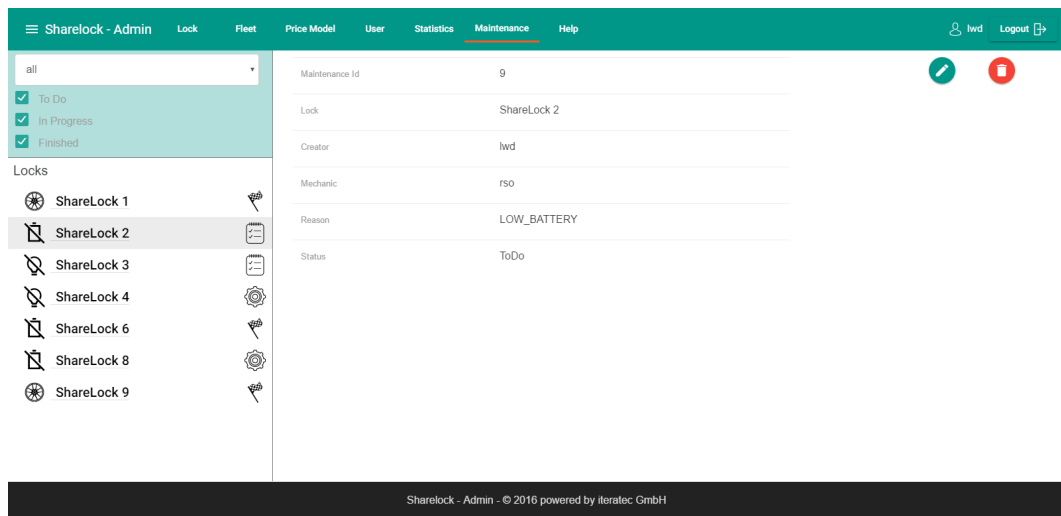 Sharelock - Admin Lock Fleet Price Model User Statistics Maintenance Help lwd Logout
all
To Do
In Progress
Finished
Locks
ShareLock 1
ShareLock 2
ShareLock 3
ShareLock 4
ShareLock 6
ShareLock 8
ShareLock 9
Maintenance Id 9
Lock ShareLock 2
Creator lwd
Mechanic rso
Reason LOW_BATTERY
Status ToDo
Sharelock - Admin - © 2016 powered by iteratec GmbH